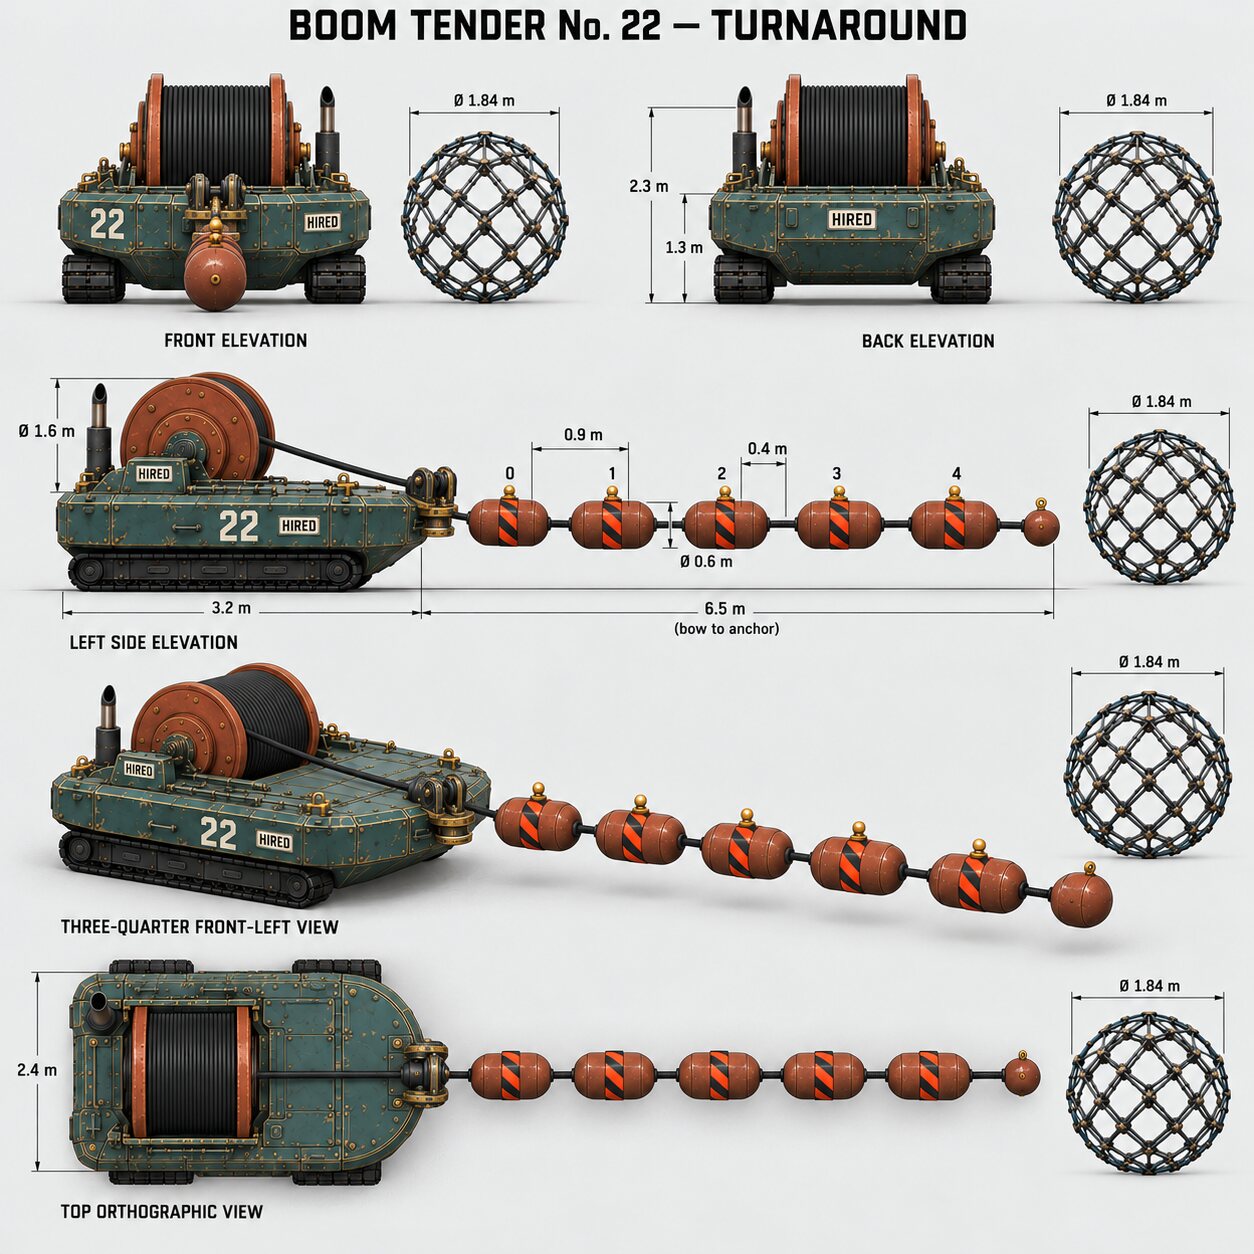 BOOM TENDER No. 22 — TURNAROUND
Ø 1.84 m
22
HIRED
FRONT ELEVATION
Ø 1.84 m
2.3 m
1.3 m
HIRED
BACK ELEVATION
Ø 1.6 m
HIRED
22
HIRED
0.9 m
0.4 m
0
1
2
3
4
Ø 0.6 m
Ø 1.84 m
3.2 m
6.5 m
(bow to anchor)
LEFT SIDE ELEVATION
HIRED
22
HIRED
Ø 1.84 m
THREE-QUARTER FRONT-LEFT VIEW
2.4 m
Ø 1.84 m
TOP ORTHOGRAPHIC VIEW